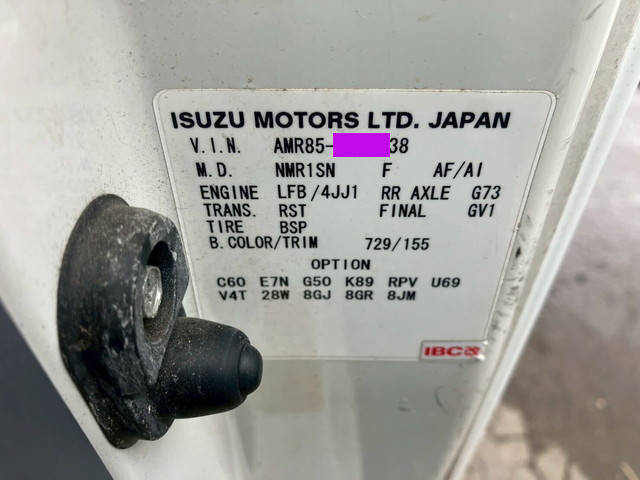 ISUZU MOTORS LTD. JAPAN
V.I.N. AMR85- 38
M.D. NMR1SN F AF/AI
ENGINE LFB/4JJ1 RR AXLE G73
TRANS. RST FINAL GV1
TIRE BSP
B.COLOR/TRIM 729/155
OPTION
C60 E7N G50 K89 RPV U69
V4T 28W 8GJ 8GR 8JM
IBC